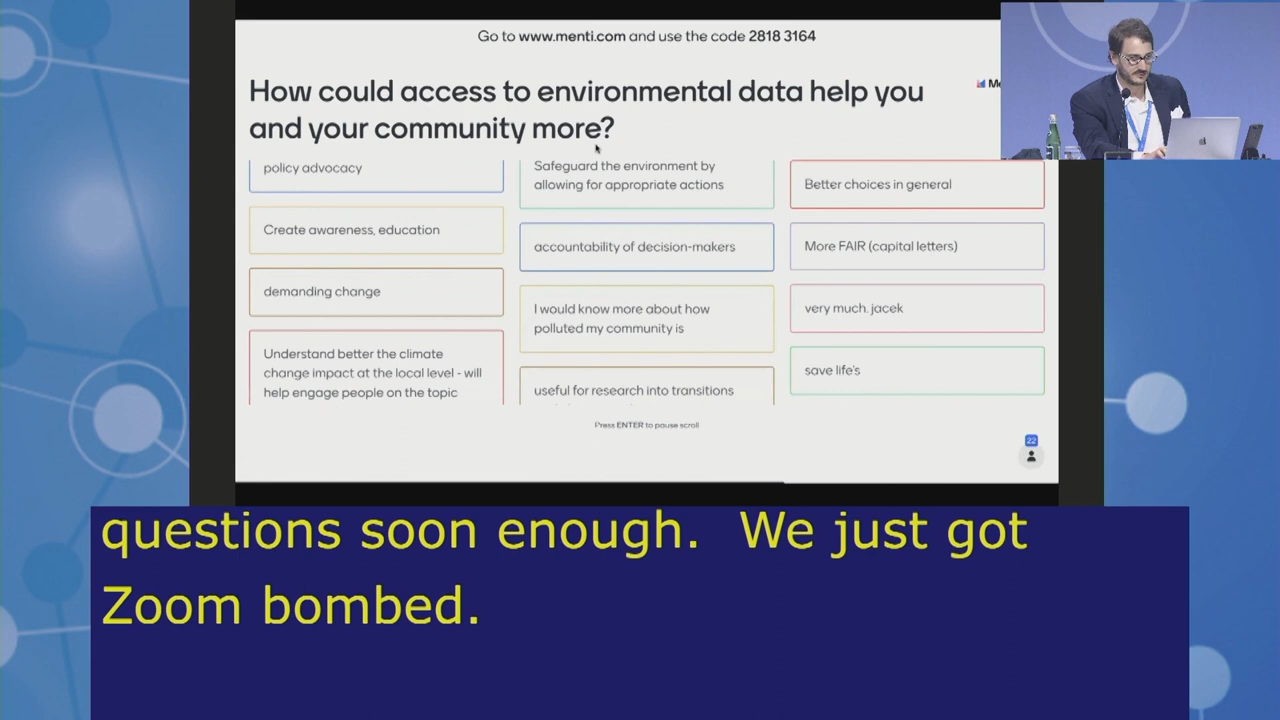 Go to www.menti.com and use the code 2818 3164
How could access to environmental data help you
and your community more?
policy advocacy
Create awareness, education
demanding change
Understand better the climate
change impact at the local level - will
help engage people on the topic
Safeguard the environment by
allowing for appropriate actions
accountability of decision-makers
I would know more about how
polluted my community is
useful for research into transitions
Better choices in general
More FAIR (capital letters)
very much. jacek
save life's
Press ENTER to pause scroll
22
questions soon enough.  We just got
Zoom bombed.